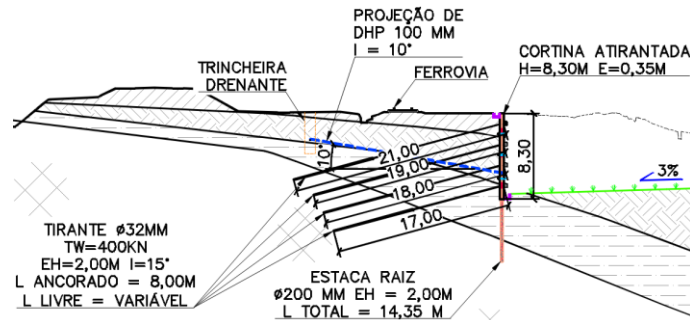 PROJEÇÃO DE
DHP 100 MM
I = 10°
TRINCHEIRA
DRENANTE
FERROVIA
CORTINA ATIRANTADA
H=8,30M E=0,35M
10°
21,00
19,00
18,00
17,00
8,30
3%
TIRANTE ø32MM
TW=400KN
EH=2,00M I=15°
L ANCORADO = 8,00M
L LIVRE = VARIÁVEL
ESTACA RAIZ
ø200 MM EH = 2,00M
L TOTAL = 14,35 M